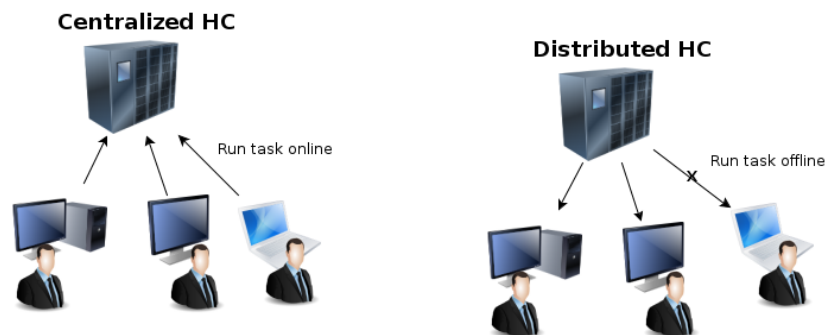 Centralized HC
Distributed HC
Run task online
Run task offline
X